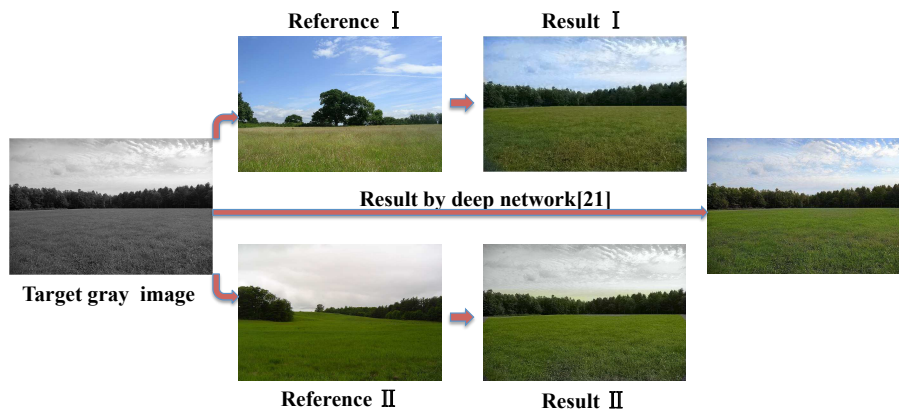 Reference Ⅰ
Result Ⅰ
Result by deep network[21]
Target gray image
Reference Ⅱ
Result Ⅱ